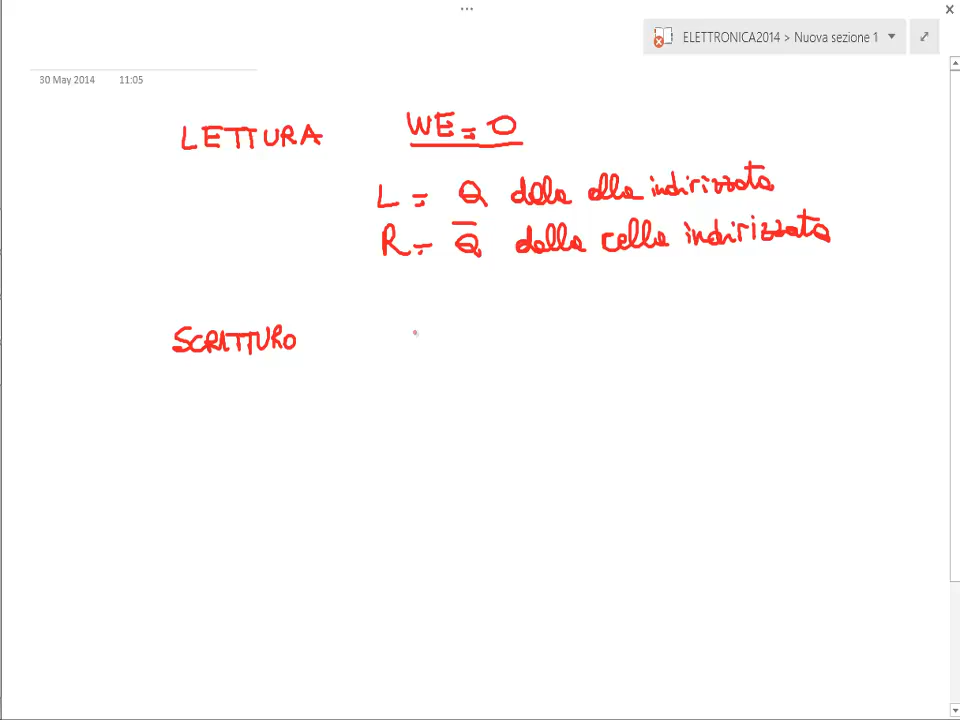 ELETTRONICA2014 > Nuova sezione 1
30 May 2014 11:05
LETTURA WE = 0
L = Q della cella indirizzata
R = Q̅ della cella indirizzata
SCRITTURA